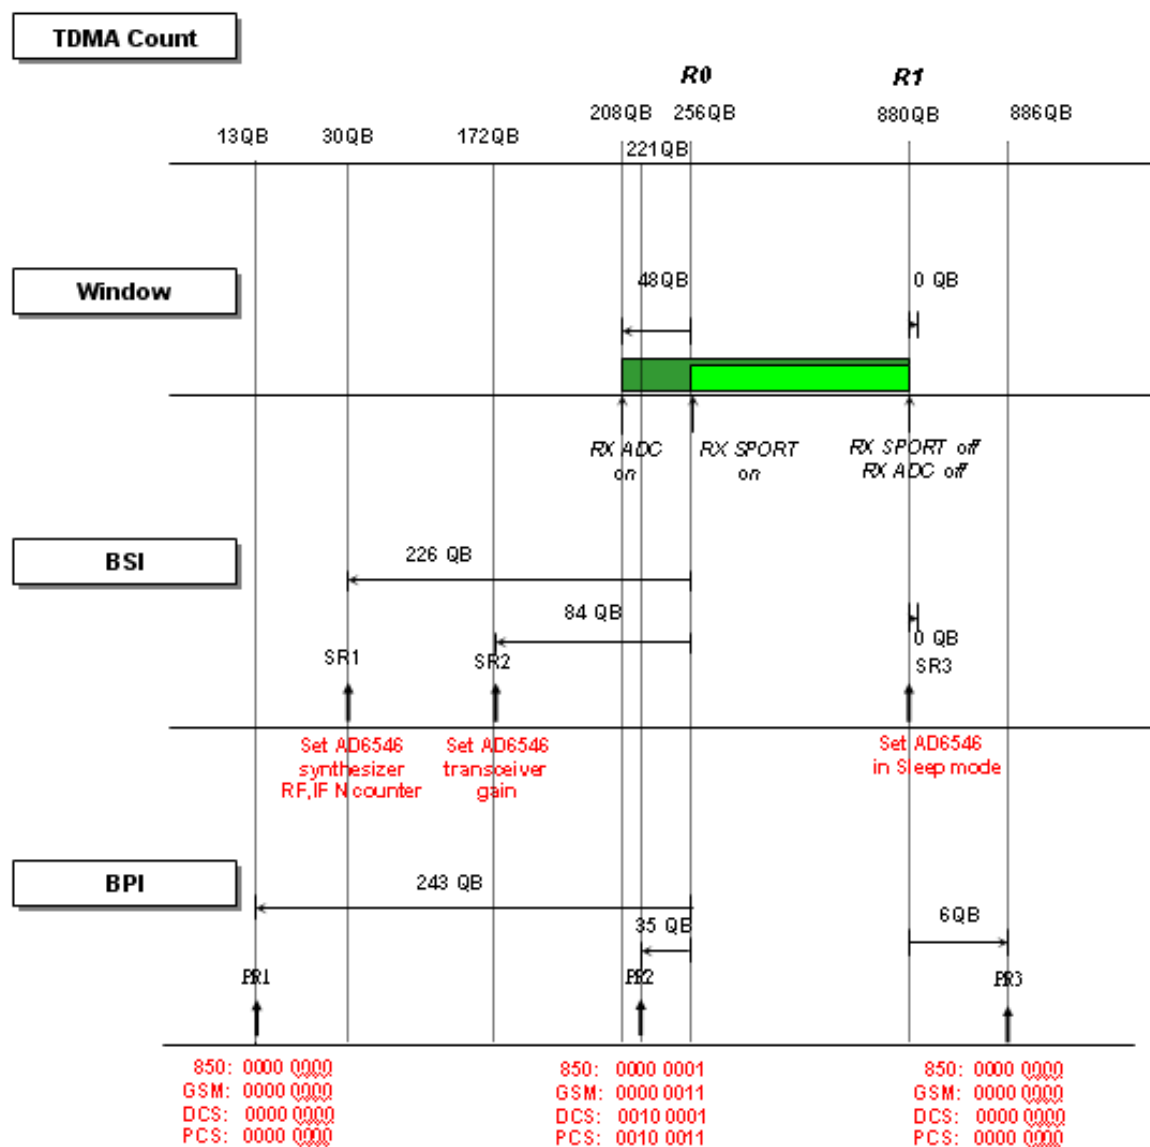 TDMA Count
R0 R1
208QB 256QB 880QB 886QB
13QB 30QB 172QB
221QB
Window
48QB 0 QB
RX ADC on
RX SPORT on
RX SPORT off
RX ADC off
BSI
226 QB
84 QB
0 QB
SR1 SR2 SR3
Set AD6546
synthesizer
RF,IF N counter
Set AD6546
transceiver
gain
Set AD6546
in Sleep mode
BPI
243 QB
35 QB
6QB
PR1 PR2 PR3
850: 0000 0000
GSM: 0000 0000
DCS: 0000 0000
PCS: 0000 0000
850: 0000 0001
GSM: 0000 0011
DCS: 0010 0001
PCS: 0010 0011
850: 0000 0000
GSM: 0000 0000
DCS: 0000 0000
PCS: 0000 0000